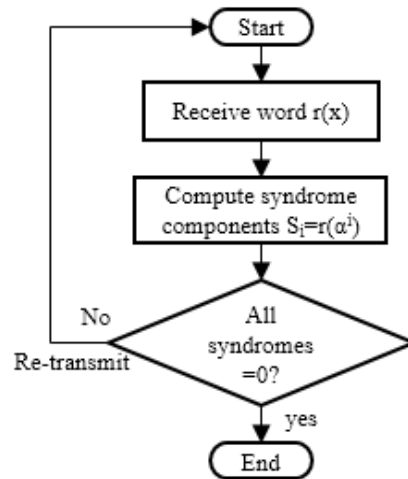 Start
Receive word r(x)
Compute syndrome
components Sᵢ=r(αⁱ)
All
syndromes
=0?
No
Re-transmit
yes
End